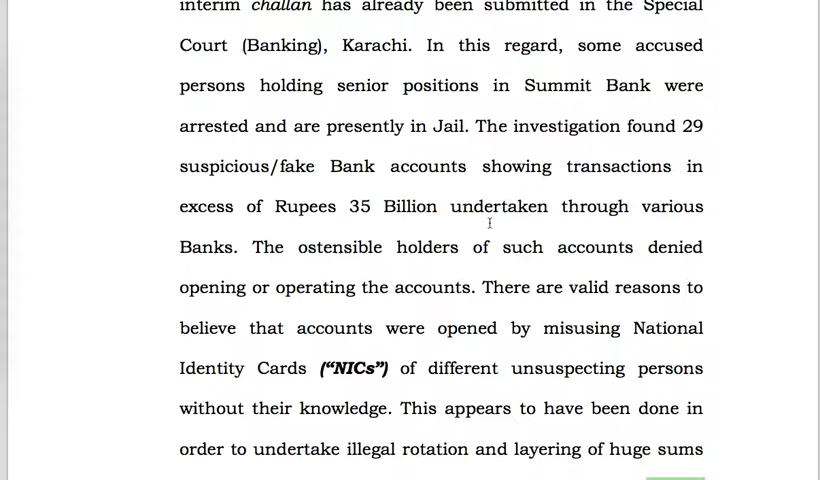 interim challan has already been submitted in the Special
Court (Banking), Karachi. In this regard, some accused
persons holding senior positions in Summit Bank were
arrested and are presently in Jail. The investigation found 29
suspicious/fake Bank accounts showing transactions in
excess of Rupees 35 Billion undertaken through various
Banks. The ostensible holders of such accounts denied
opening or operating the accounts. There are valid reasons to
believe that accounts were opened by misusing National
Identity Cards (“NICs”) of different unsuspecting persons
without their knowledge. This appears to have been done in
order to undertake illegal rotation and layering of huge sums